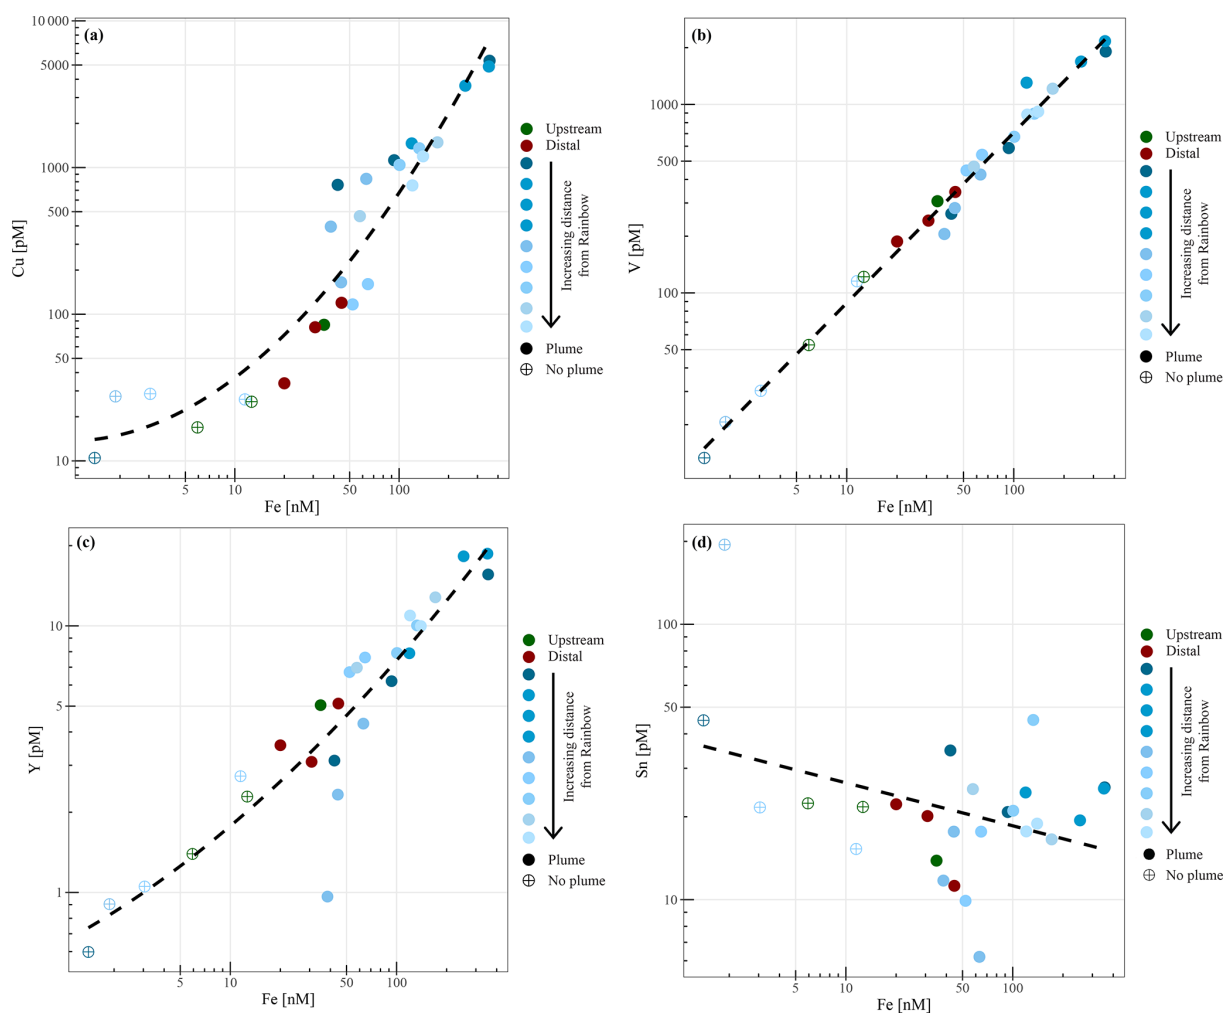 (a)
10 000
5000
1000
500
100
50
10
Cu [pM]
5
10
50
100
Fe [nM]
Upstream
Distal
Increasing distance
from Rainbow
Plume
No plume
(b)
1000
500
100
50
V [pM]
5
10
50
100
Fe [nM]
Upstream
Distal
Increasing distance
from Rainbow
Plume
No plume
(c)
10
5
1
Y [pM]
5
10
50
100
Fe [nM]
Upstream
Distal
Increasing distance
from Rainbow
Plume
No plume
(d)
100
50
10
Sn [pM]
5
10
50
100
Fe [nM]
Upstream
Distal
Increasing distance
from Rainbow
Plume
No plume